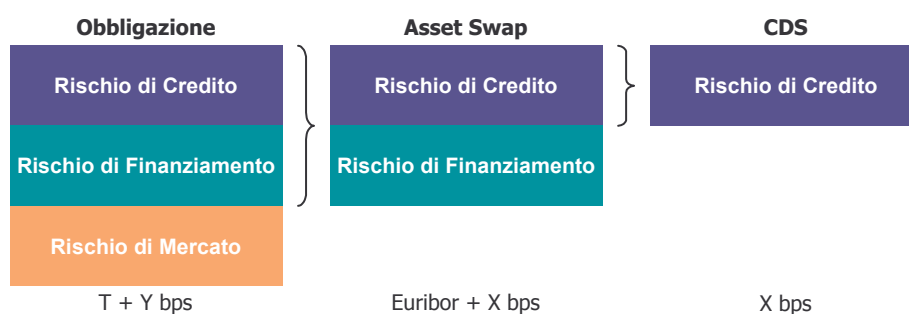 Obbligazione
Asset Swap
CDS
Rischio di Credito
Rischio di Credito
Rischio di Credito
Rischio di Finanziamento
Rischio di Finanziamento
Rischio di Mercato
T + Y bps
Euribor + X bps
X bps